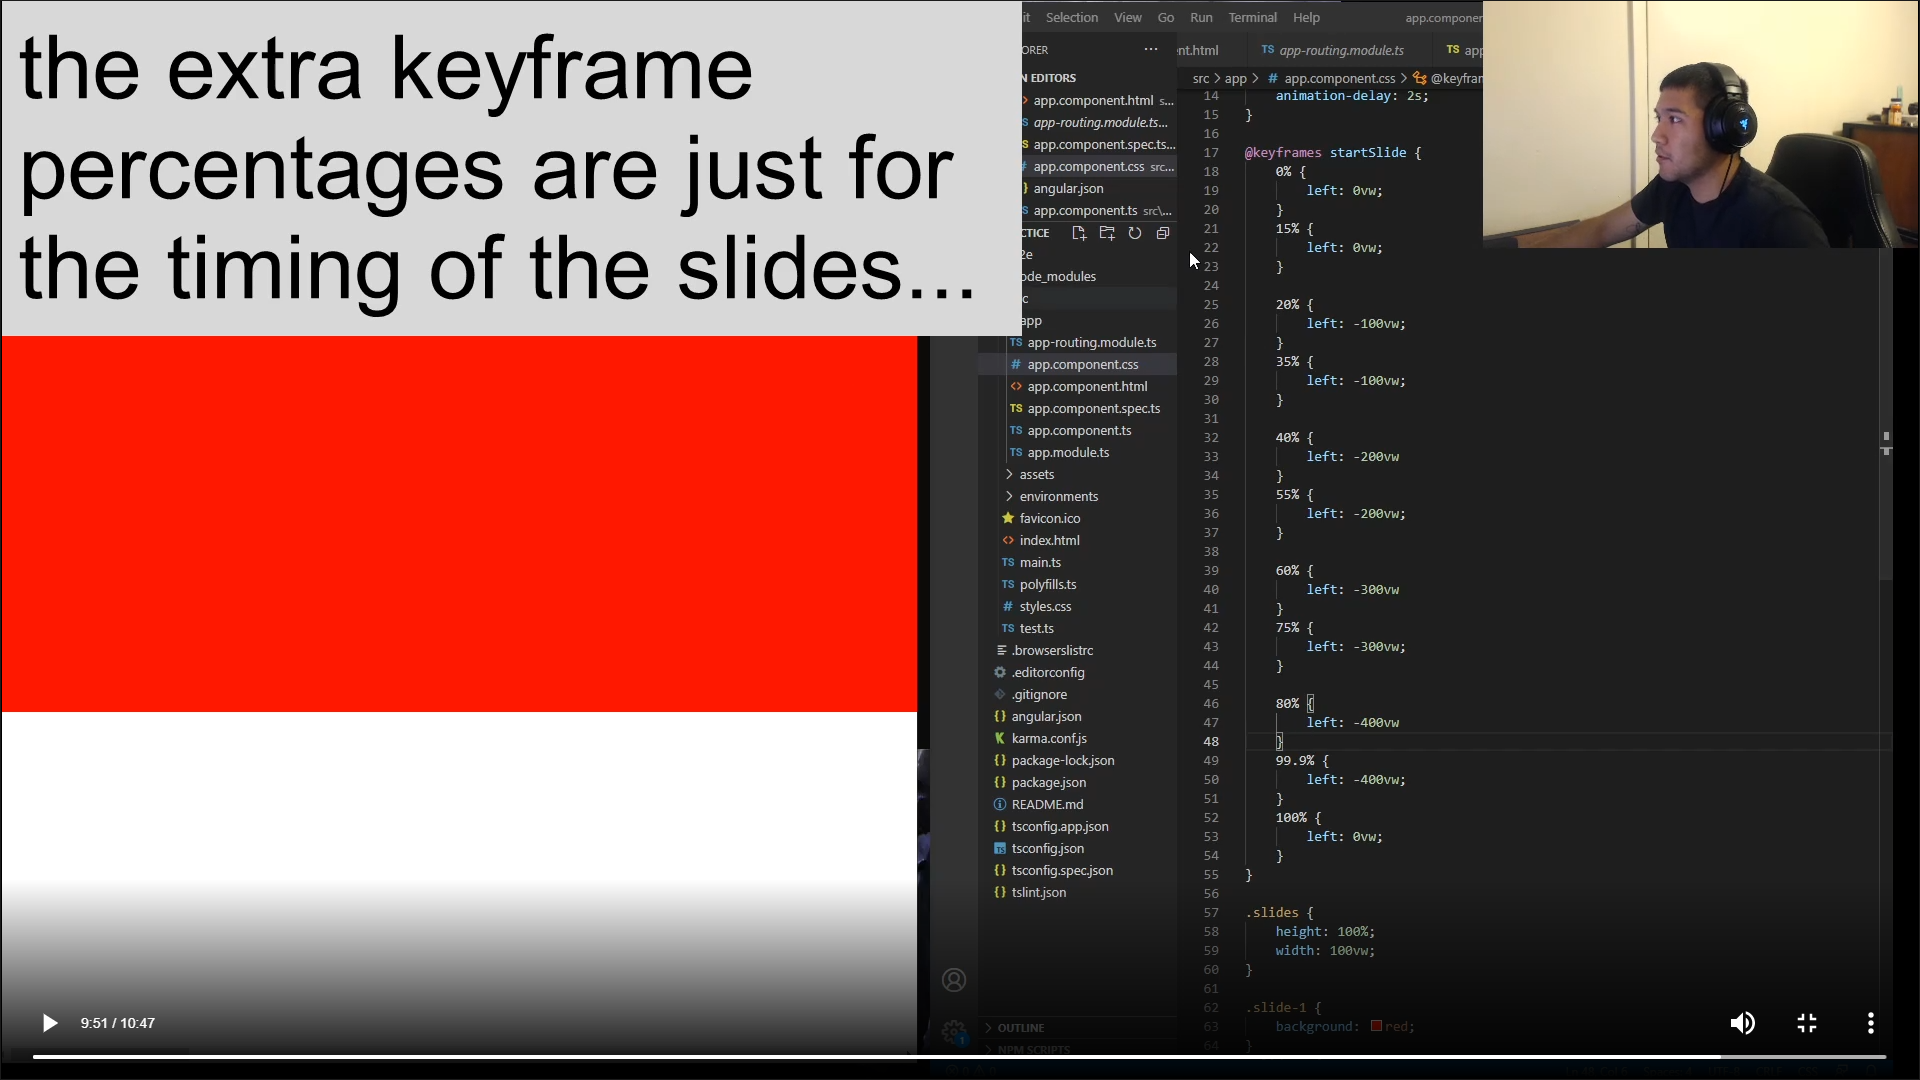 the extra keyframe
percentages are just for
the timing of the slides...
it Selection View Go Run Terminal Help
app.componen
ORER ...
N EDITORS
app.component.html s...
app-routing.module.ts...
app.component.spec.ts...
app.component.css src...
angular.json
app.component.ts src\...
CTICE
2e
ode_modules
c
app
TS app-routing.module.ts
# app.component.css
<> app.component.html
TS app.component.spec.ts
TS app.component.ts
TS app.module.ts
> assets
> environments
favicon.ico
<> index.html
TS main.ts
TS polyfills.ts
# styles.css
TS test.ts
.browserslistrc
.editorconfig
.gitignore
{} angular.json
karma.conf.js
{} package-lock.json
{} package.json
README.md
{} tsconfig.app.json
TS tsconfig.json
{} tsconfig.spec.json
{} tslint.json
> OUTLINE
> NPM SCRIPTS
nt.html TS app-routing.module.ts TS app
src > app > # app.component.css > @keyfran
14 animation-delay: 2s;
15 }
16
17 @keyframes startSlide {
18 0% {
19 left: 0vw;
20 }
21 15% {
22 left: 0vw;
23 }
24
25 20% {
26 left: -100vw;
27 }
28 35% {
29 left: -100vw;
30 }
31
32 40% {
33 left: -200vw
34 }
35 55% {
36 left: -200vw;
37 }
38
39 60% {
40 left: -300vw
41 }
42 75% {
43 left: -300vw;
44 }
45
46 80% {
47 left: -400vw
48 }
49 99.9% {
50 left: -400vw;
51 }
52 100% {
53 left: 0vw;
54 }
55 }
56
57 .slides {
58 height: 100%;
59 width: 100vw;
60 }
61
62 .slide-1 {
63 background: red;
64 }
1
9:51 / 10:47